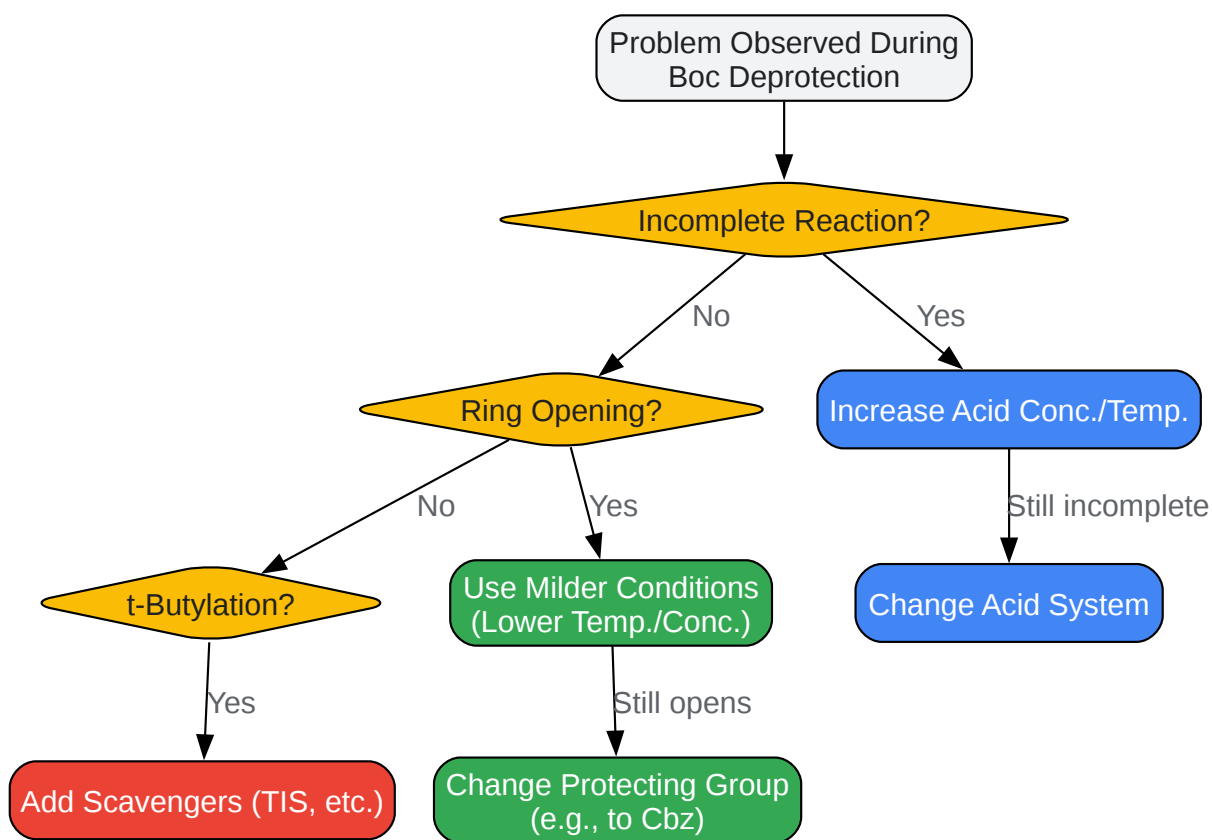 Problem Observed During
Boc Deprotection
Incomplete Reaction?
No
Yes
Ring Opening?
Increase Acid Conc./Temp.
No
Yes
Still incomplete
t-Butylation?
Use Milder Conditions
(Lower Temp./Conc.)
Change Acid System
Yes
Still opens
Add Scavengers (TIS, etc.)
Change Protecting Group
(e.g., to Cbz)